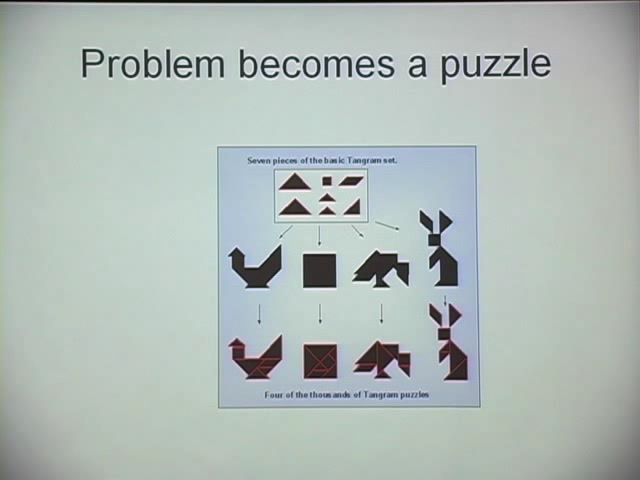 Problem becomes a puzzle
Seven pieces of the basic Tangram set.
Four of the thousands of Tangram puzzles